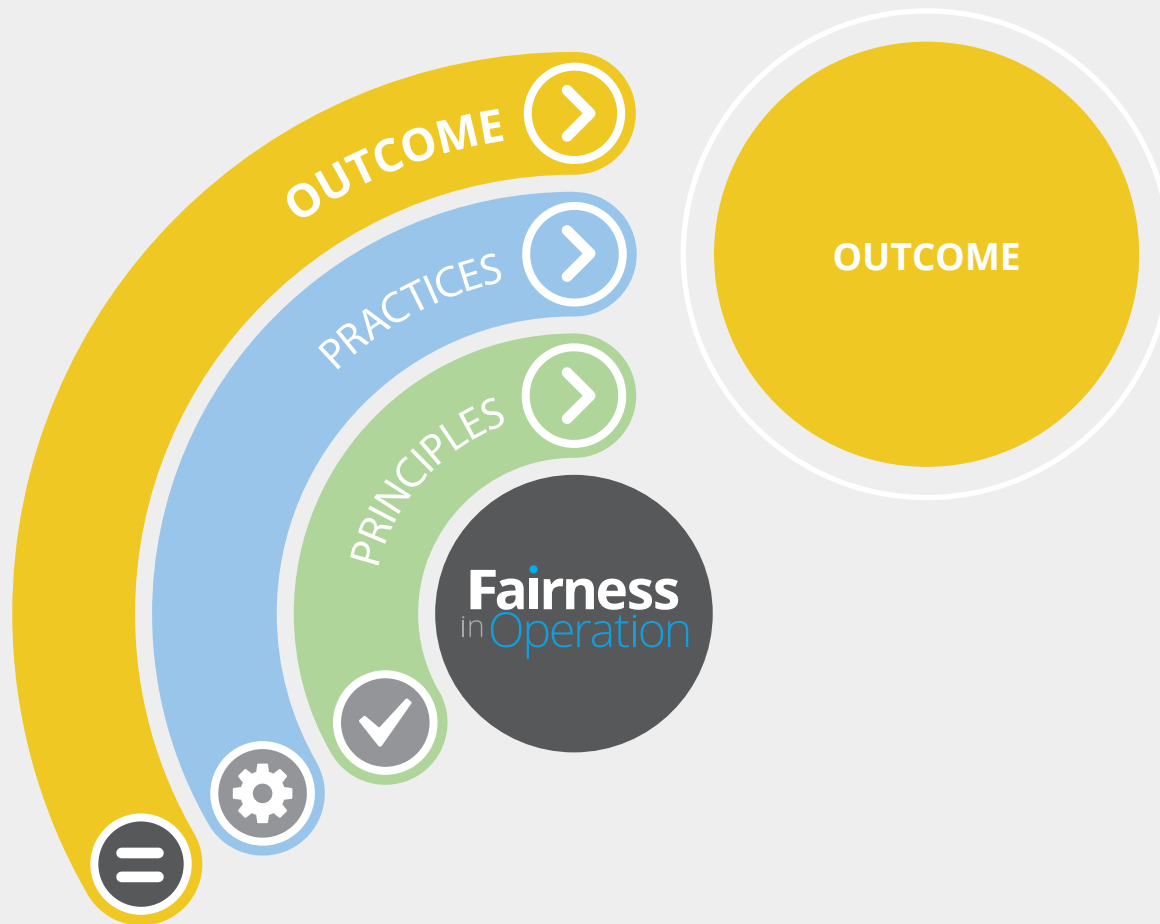 OUTCOME
PRACTICES
PRINCIPLES
Fairness
in Operation
OUTCOME